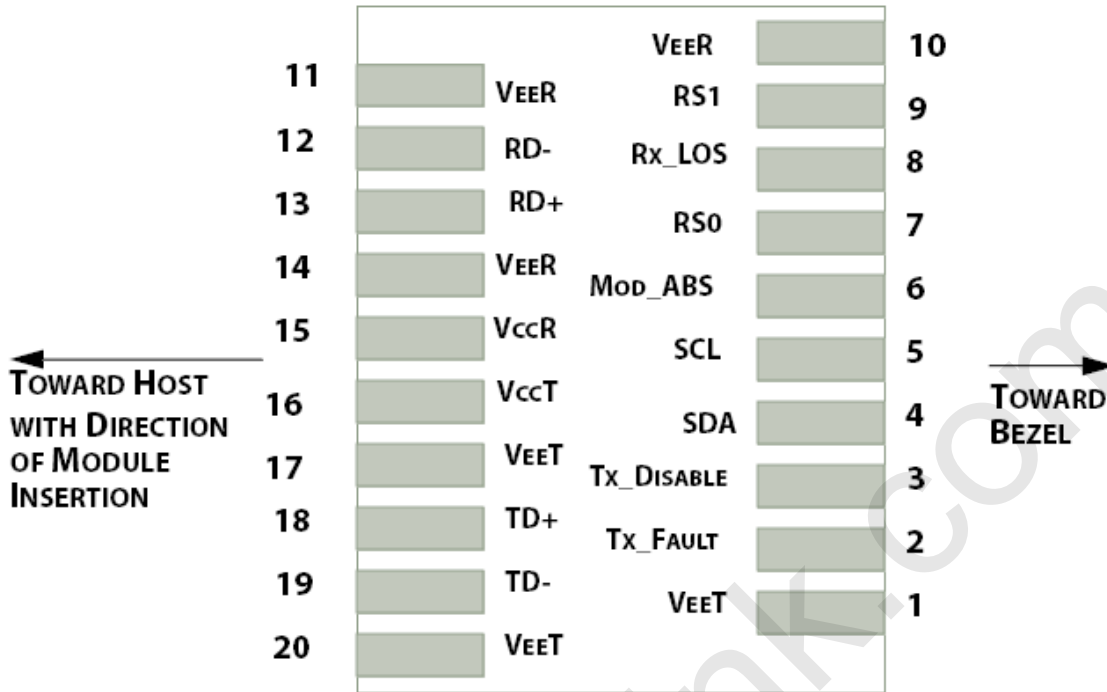 11 VEER
12 RD-
13 RD+
14 VEER
15 VCCR
16 VCCT
17 VEET
18 TD+
19 TD-
20 VEET
VEER 10
RS1 9
RX_LOS 8
RS0 7
MOD_ABS 6
SCL 5
SDA 4
TX_DISABLE 3
TX_FAULT 2
VEET 1
TOWARD HOST
WITH DIRECTION
OF MODULE
INSERTION
TOWARD
BEZEL
nk.com